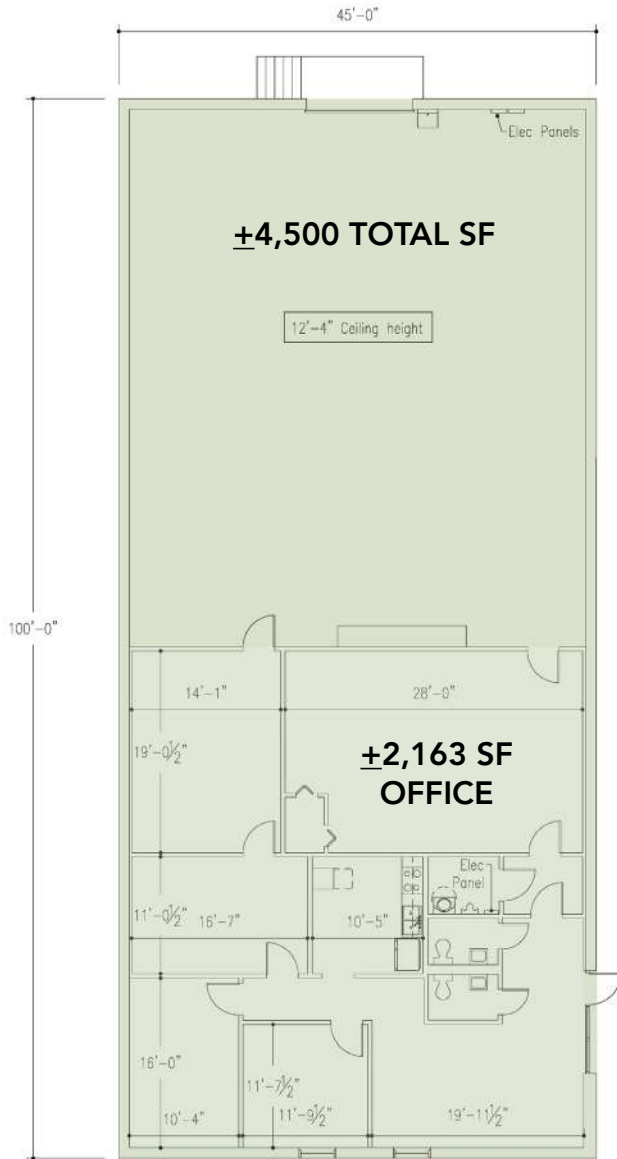 45'-0"
Elec Panels
±4,500 TOTAL SF
12'-4" Ceiling height
100'-0"
14'-1"
28'-0"
19'-0½"
±2,163 SF
OFFICE
Elec
Panel
11'-0½"
16'-7"
10'-5"
16'-0"
11'-7½"
10'-4"
11'-9½"
19'-11½"